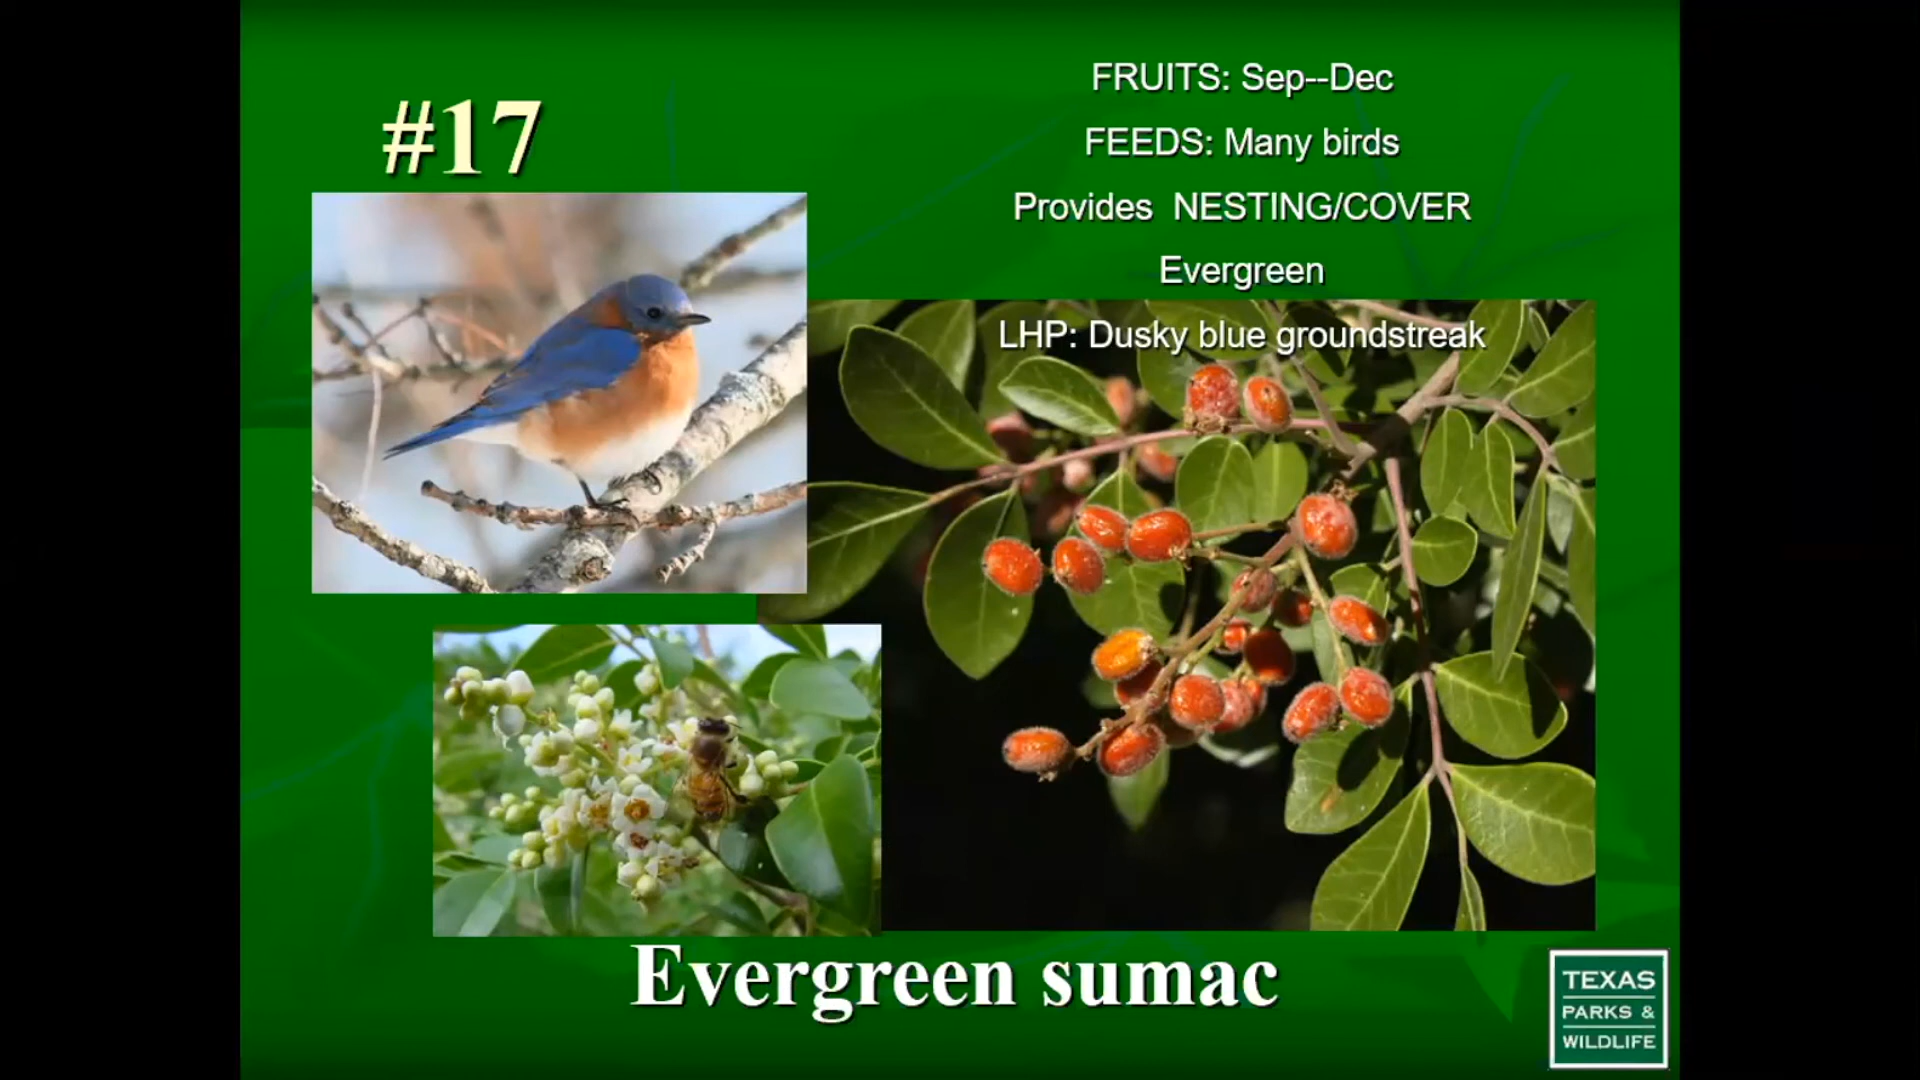 #17
FRUITS: Sep--Dec
FEEDS: Many birds
Provides NESTING/COVER
Evergreen
LHP: Dusky blue groundstreak
Evergreen sumac
TEXAS
PARKS &
WILDLIFE